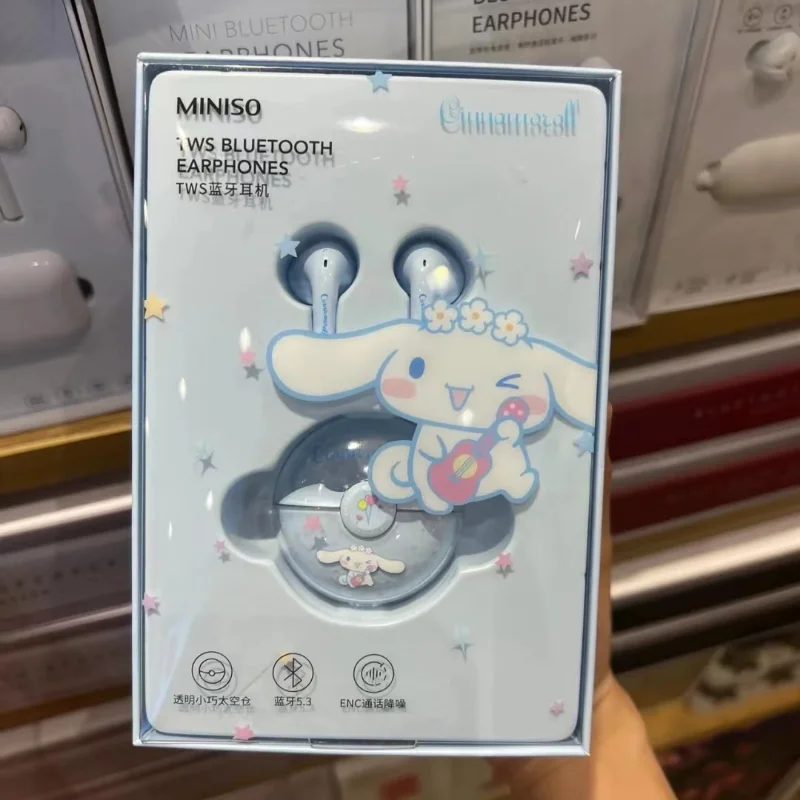 MINI BLUETOOTH
EARPHONES
EARPHONES
MINISO
Cinnamoroll
TWS BLUETOOTH
EARPHONES
TWS蓝牙耳机
透明小巧太空仓
蓝牙5.3
ENC通话降噪